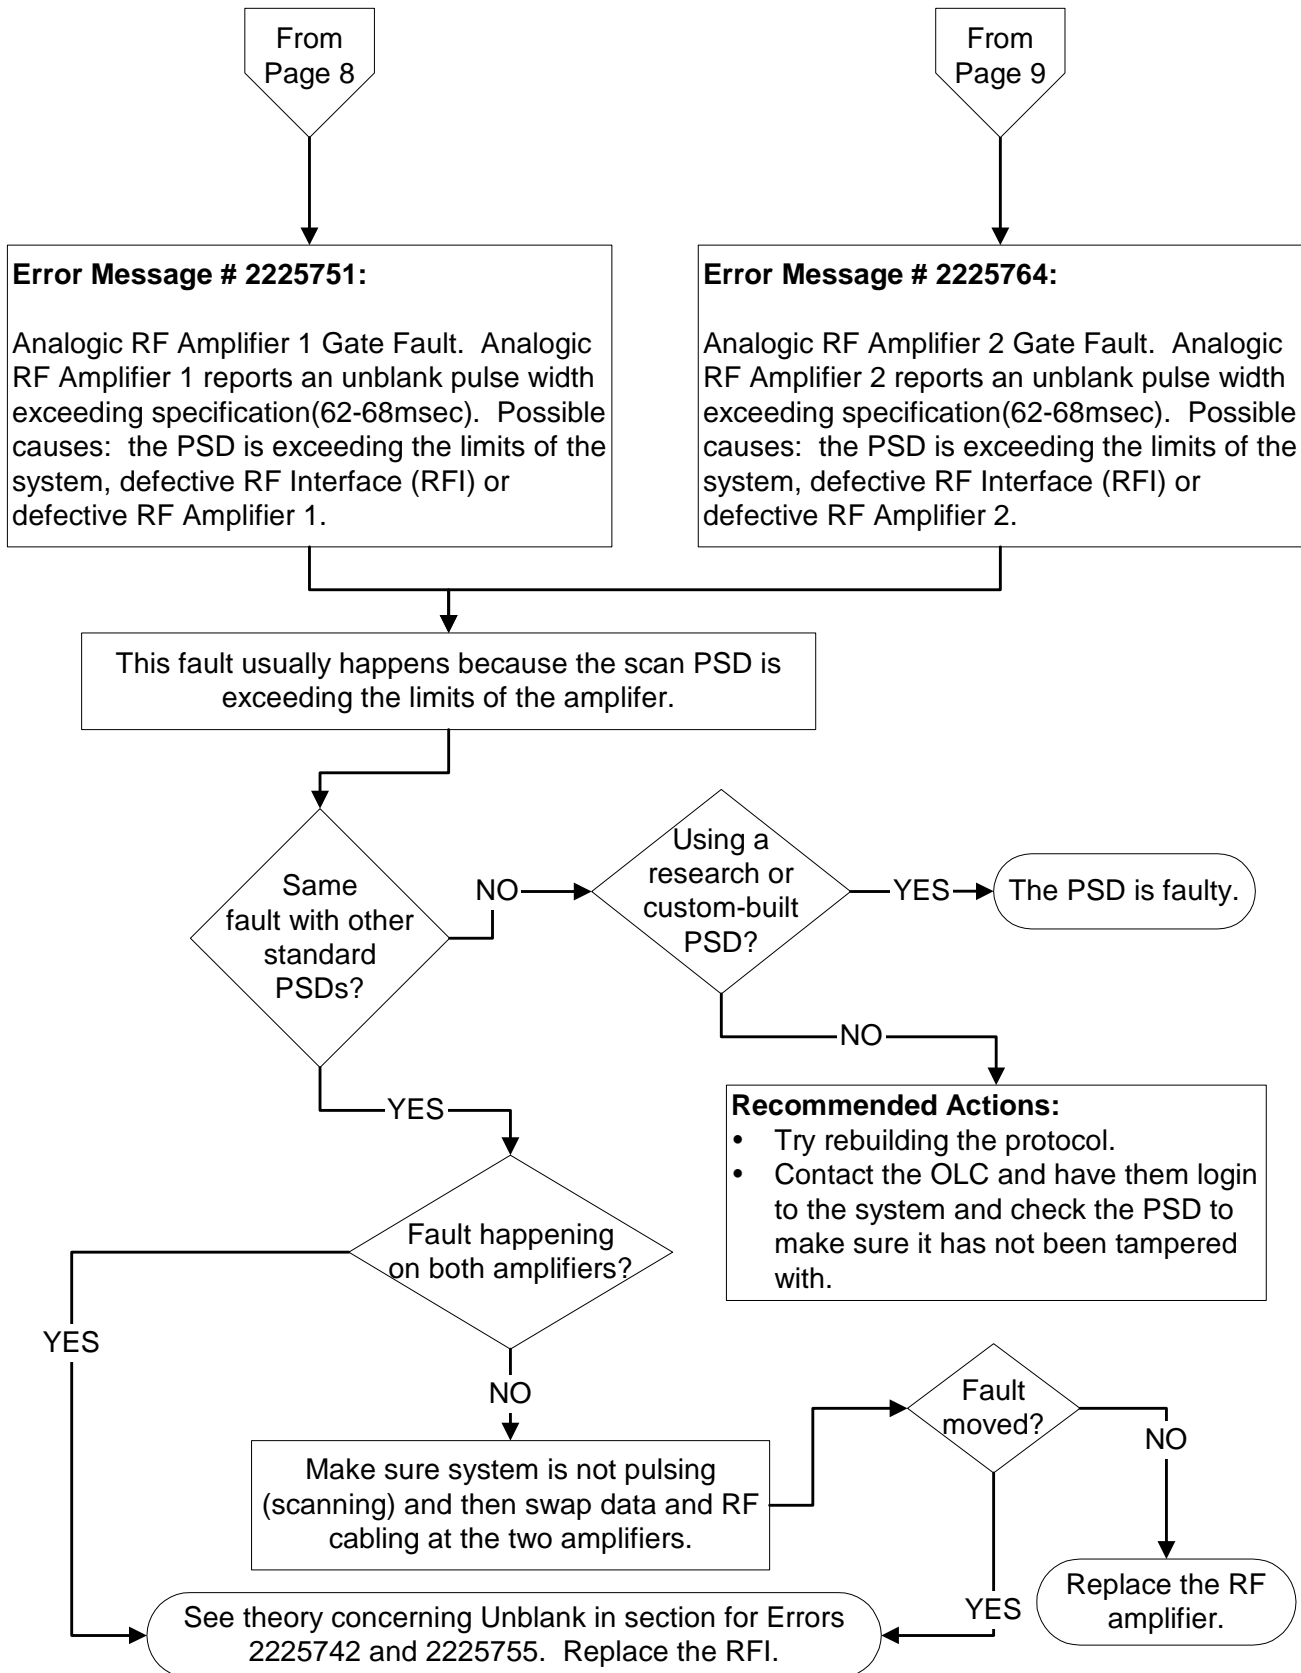 From
Page 8
From
Page 9
Error Message # 2225751:
Analogic RF Amplifier 1 Gate Fault.  Analogic
RF Amplifier 1 reports an unblank pulse width
exceeding specification(62-68msec).  Possible
causes:  the PSD is exceeding the limits of the
system, defective RF Interface (RFI) or
defective RF Amplifier 1.
Error Message # 2225764:
Analogic RF Amplifier 2 Gate Fault.  Analogic
RF Amplifier 2 reports an unblank pulse width
exceeding specification(62-68msec).  Possible
causes:  the PSD is exceeding the limits of the
system, defective RF Interface (RFI) or
defective RF Amplifier 2.
This fault usually happens because the scan PSD is
exceeding the limits of the amplifer.
Same
fault with other
standard
PSDs?
NO
Using a
research or
custom-built
PSD?
YES
The PSD is faulty.
NO
Recommended Actions:
• Try rebuilding the protocol.
• Contact the OLC and have them login
to the system and check the PSD to
make sure it has not been tampered
with.
YES
Fault happening
on both amplifiers?
YES
NO
Make sure system is not pulsing
(scanning) and then swap data and RF
cabling at the two amplifiers.
Fault
moved?
NO
Replace the RF
amplifier.
YES
See theory concerning Unblank in section for Errors
2225742 and 2225755.  Replace the RFI.